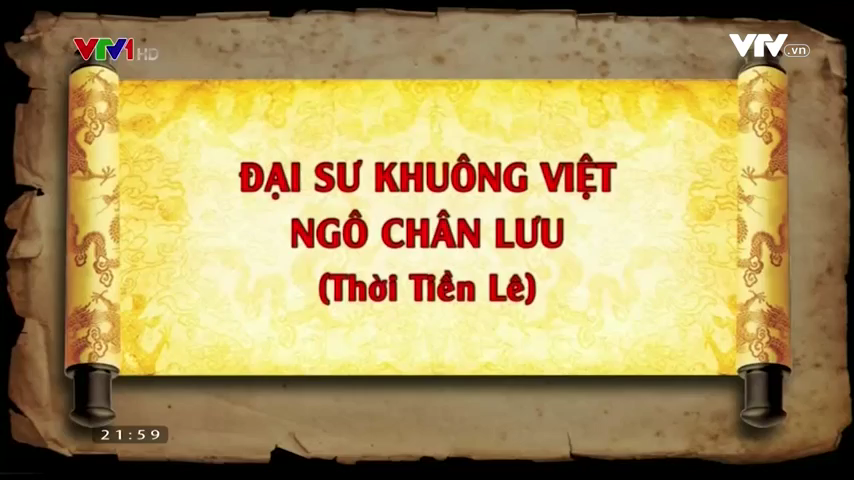 VTV1 HD
VTV.vn
ĐẠI SƯ KHUÔNG VIỆT
NGÔ CHÂN LƯU
(Thời Tiền Lê)
21:59